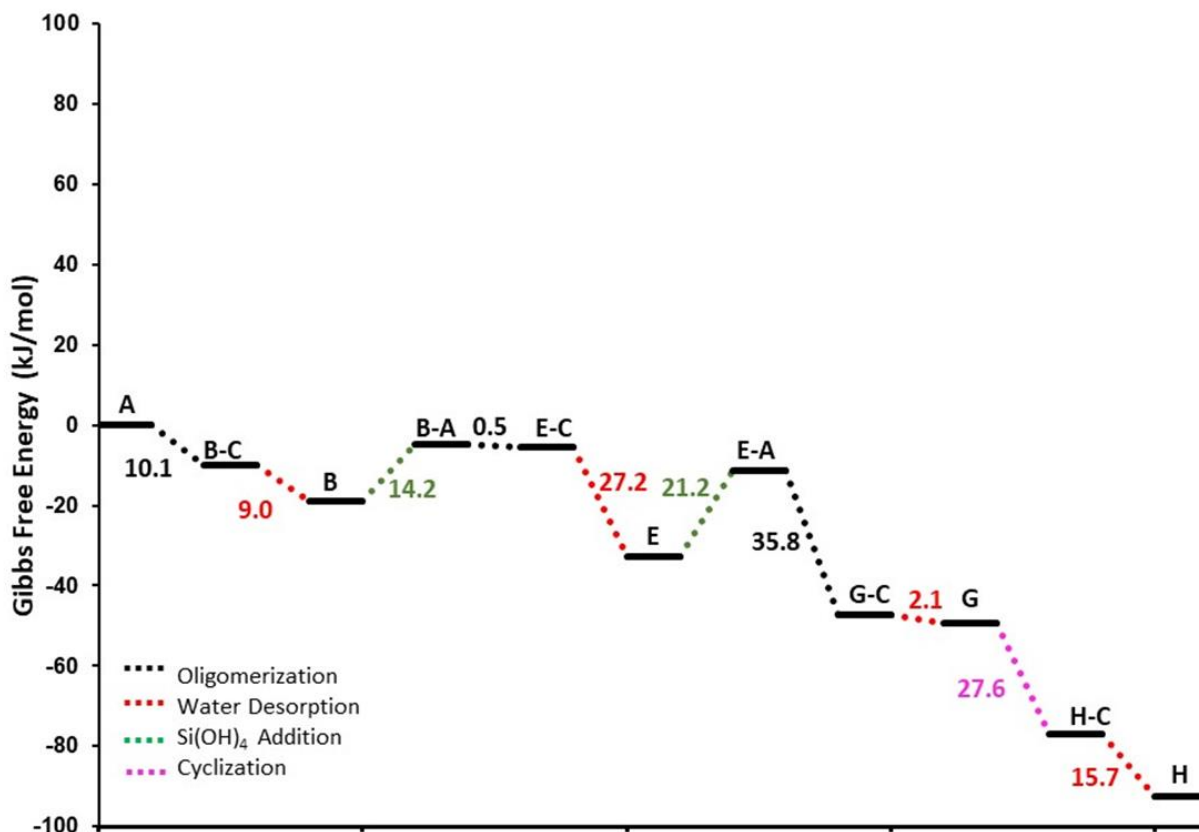 100
80
60
40
20
0
-20
-40
-60
-80
-100
Gibbs Free Energy (kJ/mol)
A
10.1
B-C
9.0
B
14.2
B-A
0.5
E-C
27.2
E
21.2
E-A
35.8
G-C
2.1
G
27.6
H-C
15.7
H
Oligomerization
Water Desorption
Si(OH)₄ Addition
Cyclization